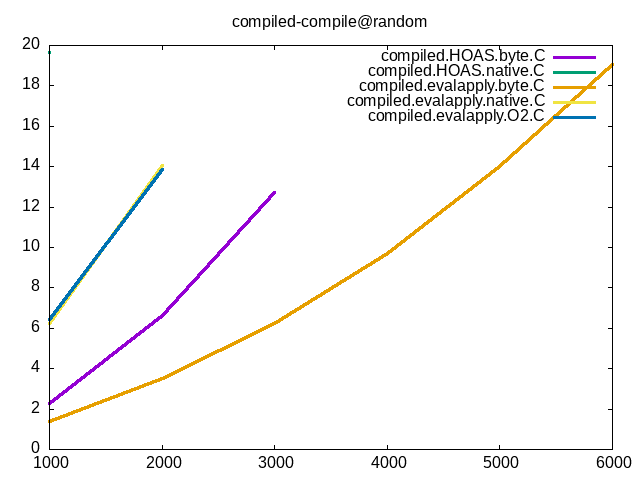 compiled-compile@random
compiled.HOAS.byte.C
compiled.HOAS.native.C
compiled.evalapply.byte.C
compiled.evalapply.native.C
compiled.evalapply.O2.C
20
18
16
14
12
10
8
6
4
2
0
1000 2000 3000 4000 5000 6000